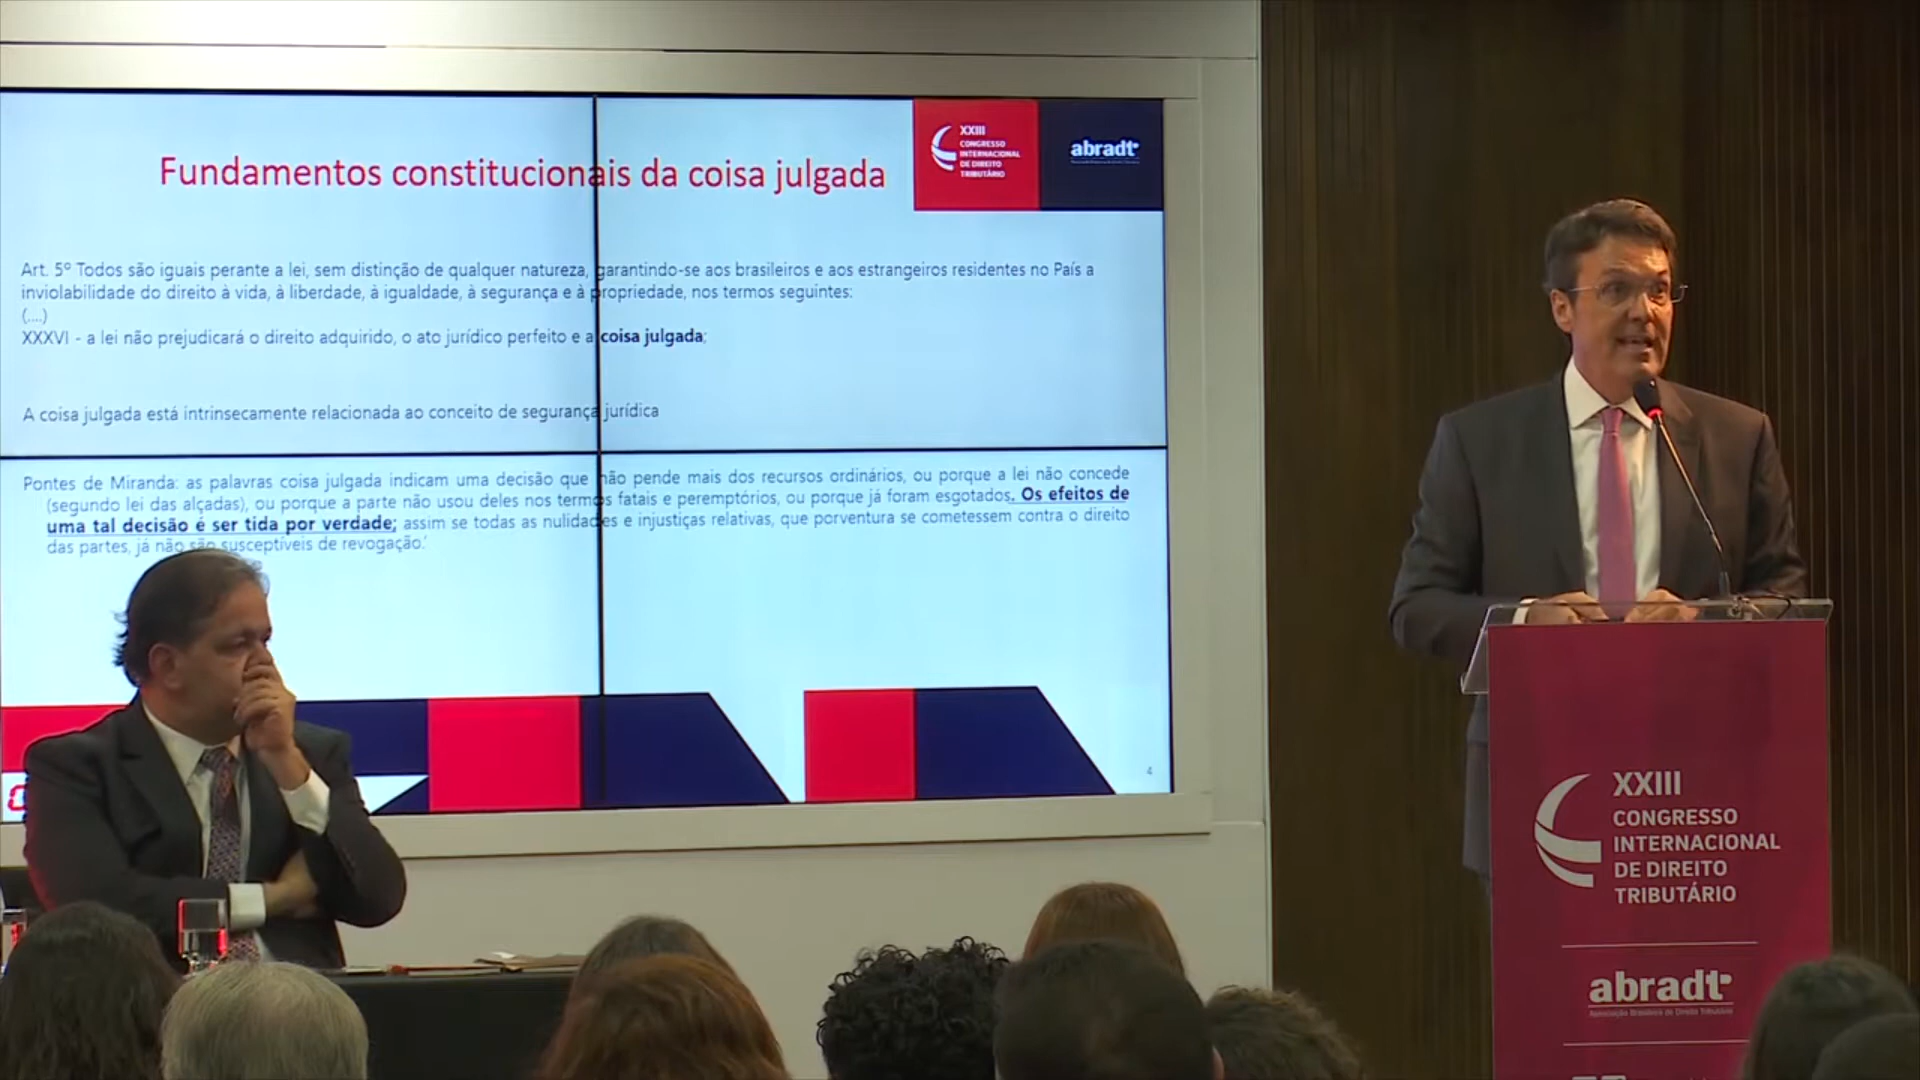 Fundamentos constitucionais da coisa julgada
XXIII
CONGRESSO
INTERNACIONAL
DE DIREITO
TRIBUTÁRIO
abradt
Art. 5º Todos são iguais perante a lei, sem distinção de qualquer natureza, garantindo-se aos brasileiros e aos estrangeiros residentes no País a
inviolabilidade do direito à vida, à liberdade, à igualdade, à segurança e à propriedade, nos termos seguintes:
(....)
XXXVI - a lei não prejudicará o direito adquirido, o ato jurídico perfeito e a coisa julgada;
A coisa julgada está intrinsecamente relacionada ao conceito de segurança jurídica
Pontes de Miranda: as palavras coisa julgada indicam uma decisão que não pende mais dos recursos ordinários, ou porque a lei não concede
(segundo lei das alçadas), ou porque a parte não usou deles nos termos fatais e peremptórios, ou porque já foram esgotados. Os efeitos de
uma tal decisão é ser tida por verdade; assim se todas as nulidades e injustiças relativas, que porventura se cometessem contra o direito
das partes, já não são susceptíveis de revogação.'
4
XXIII
CONGRESSO
INTERNACIONAL
DE DIREITO
TRIBUTÁRIO
abradt
Associação Brasileira de Direito Tributário